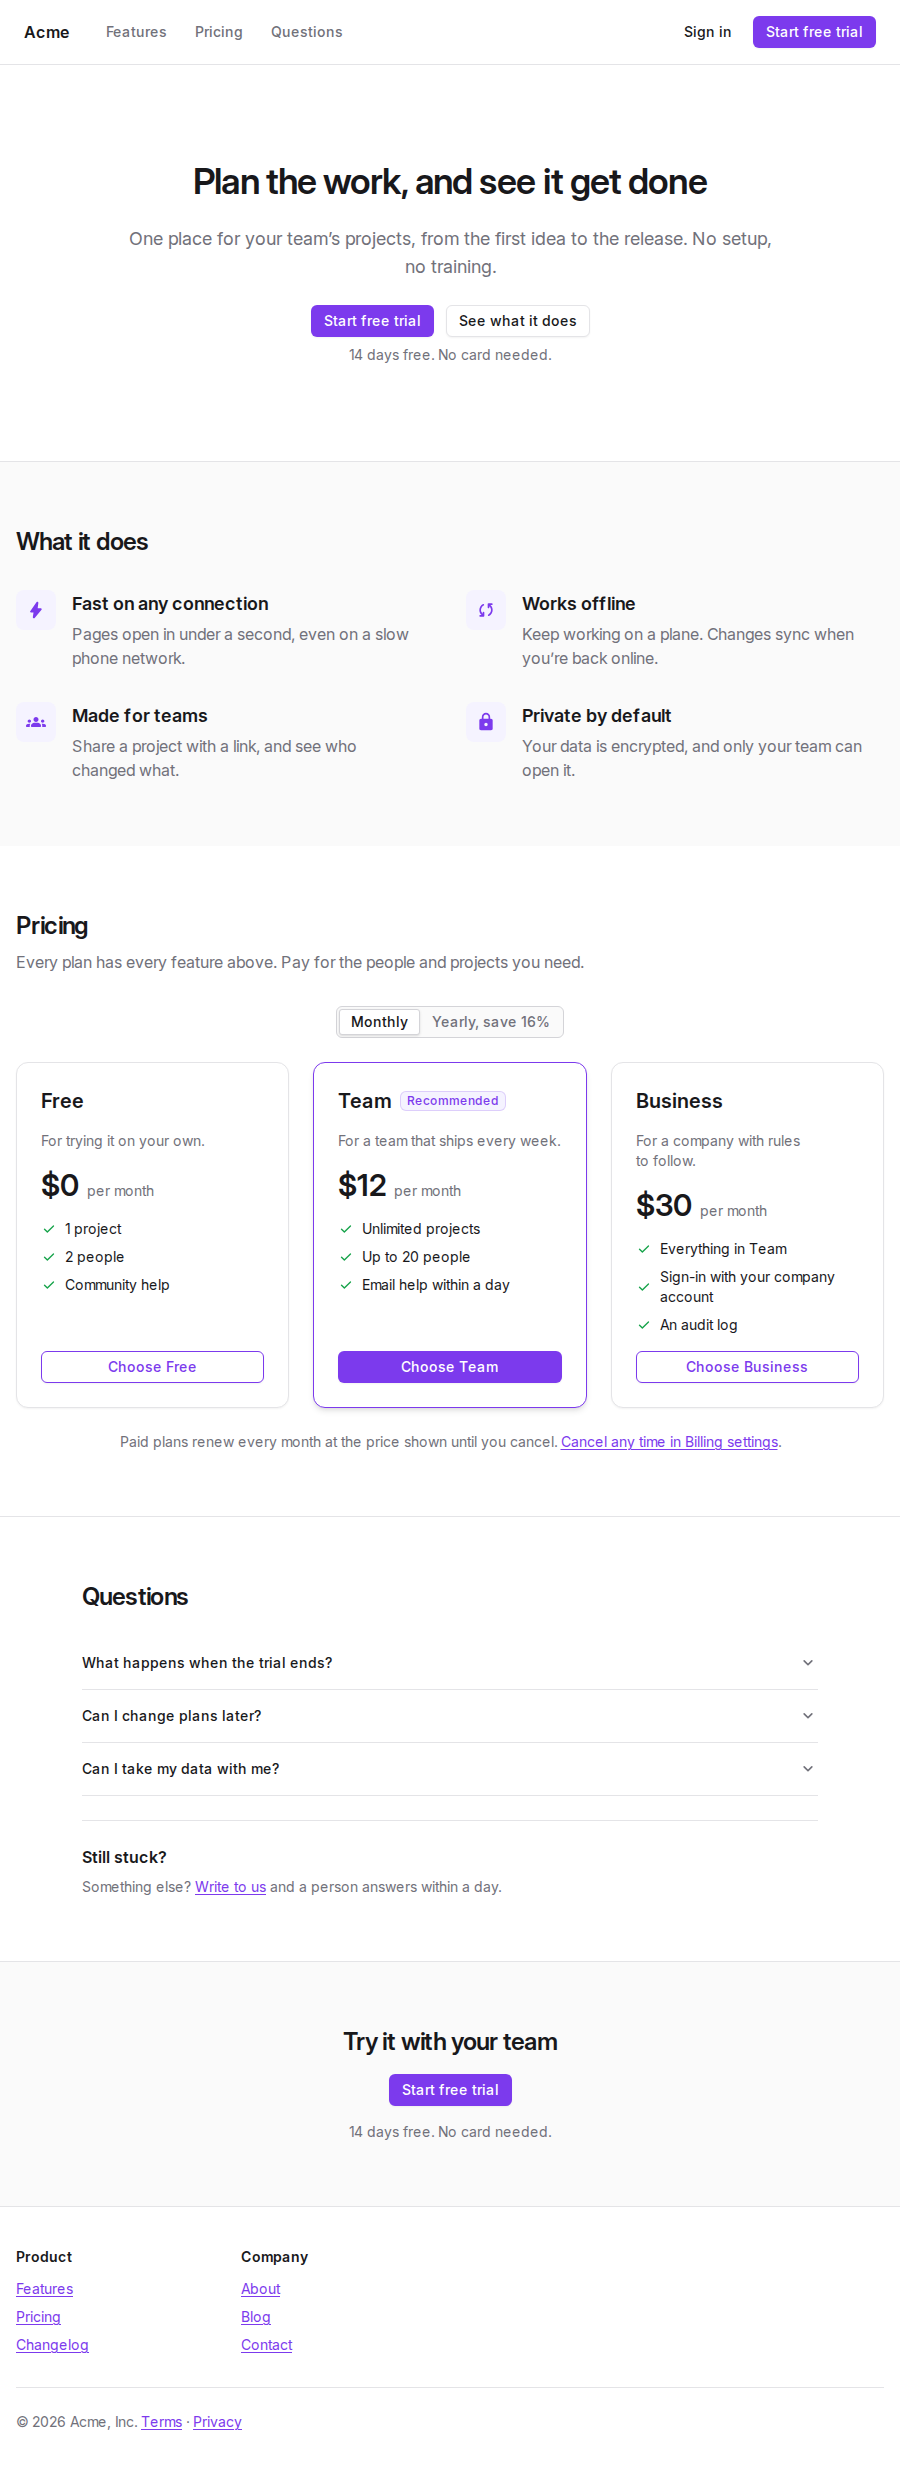 Acme Features Pricing Questions Sign in Start free trial
Plan the work, and see it get done
One place for your team’s projects, from the first idea to the release. No setup,
no training.
Start free trial See what it does
14 days free. No card needed.
What it does
Fast on any connection
Pages open in under a second, even on a slow
phone network.
Works offline
Keep working on a plane. Changes sync when
you’re back online.
Made for teams
Share a project with a link, and see who
changed what.
Private by default
Your data is encrypted, and only your team can
open it.
Pricing
Every plan has every feature above. Pay for the people and projects you need.
Monthly Yearly, save 16%
Free
For trying it on your own.
$0 per month
1 project
2 people
Community help
Choose Free
Team Recommended
For a team that ships every week.
$12 per month
Unlimited projects
Up to 20 people
Email help within a day
Choose Team
Business
For a company with rules
to follow.
$30 per month
Everything in Team
Sign-in with your company
account
An audit log
Choose Business
Paid plans renew every month at the price shown until you cancel. Cancel any time in Billing settings.
Questions
What happens when the trial ends?
Can I change plans later?
Can I take my data with me?
Still stuck?
Something else? Write to us and a person answers within a day.
Try it with your team
Start free trial
14 days free. No card needed.
Product
Features
Pricing
Changelog
Company
About
Blog
Contact
© 2026 Acme, Inc. Terms · Privacy